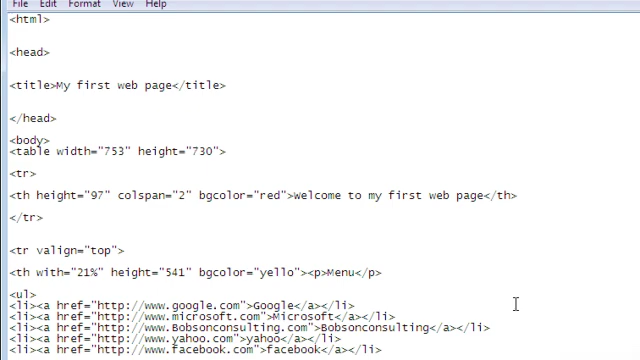 File Edit Format View Help
<html>
<head>
<title>My first web page</title>
</head>
<body>
<table width="753" height="730">
<tr>
<th height="97" colspan="2" bgcolor="red">Welcome to my first web page</th>
</tr>
<tr valign="top">
<th with="21%" height="541" bgcolor="yello"><p>Menu</p>
<ul>
<li><a href="http://www.google.com">Google</a></li>
<li><a href="http://www.microsoft.com">Microsoft</a></li>
<li><a href="http://www.Bobsonconsulting.com">Bobsonconsulting</a></li>
<li><a href="http://www.yahoo.com">yahoo</a></li>
<li><a href="http://www.facebook.com">facebook</a></li>